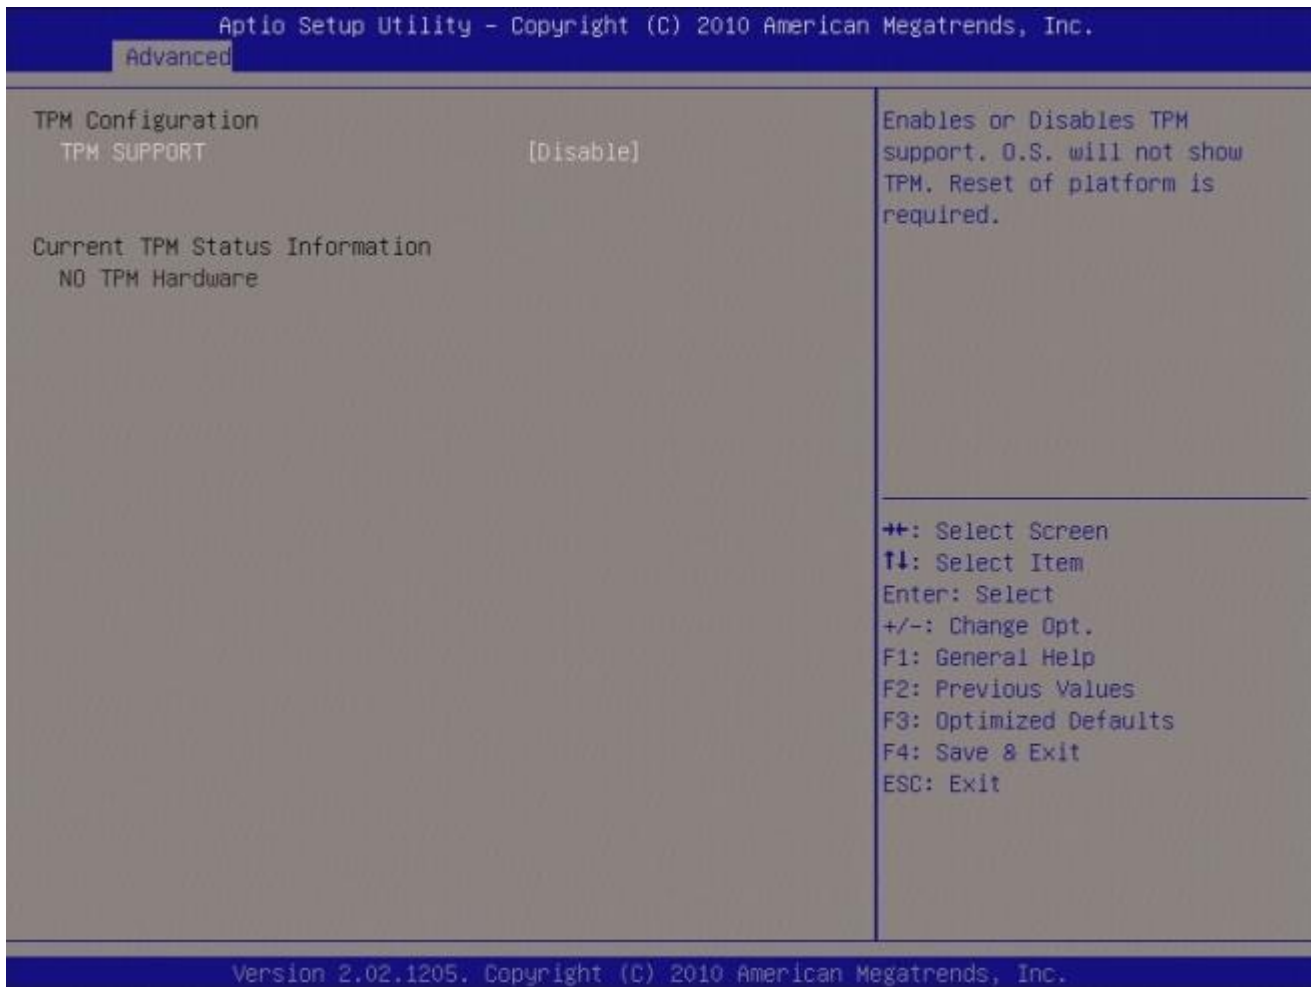 Aptio Setup Utility – Copyright (C) 2010 American Megatrends, Inc.
Advanced
TPM Configuration
TPM SUPPORT [Disable]
Current TPM Status Information
NO TPM Hardware
Enables or Disables TPM
support. O.S. will not show
TPM. Reset of platform is
required.
→←: Select Screen
↑↓: Select Item
Enter: Select
+/-: Change Opt.
F1: General Help
F2: Previous Values
F3: Optimized Defaults
F4: Save & Exit
ESC: Exit
Version 2.02.1205. Copyright (C) 2010 American Megatrends, Inc.